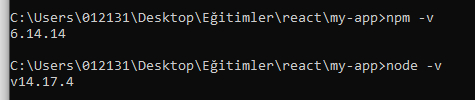 C:\Users\012131\Desktop\Eğitimler\react\my-app>npm -v
6.14.14
C:\Users\012131\Desktop\Eğitimler\react\my-app>node -v
v14.17.4